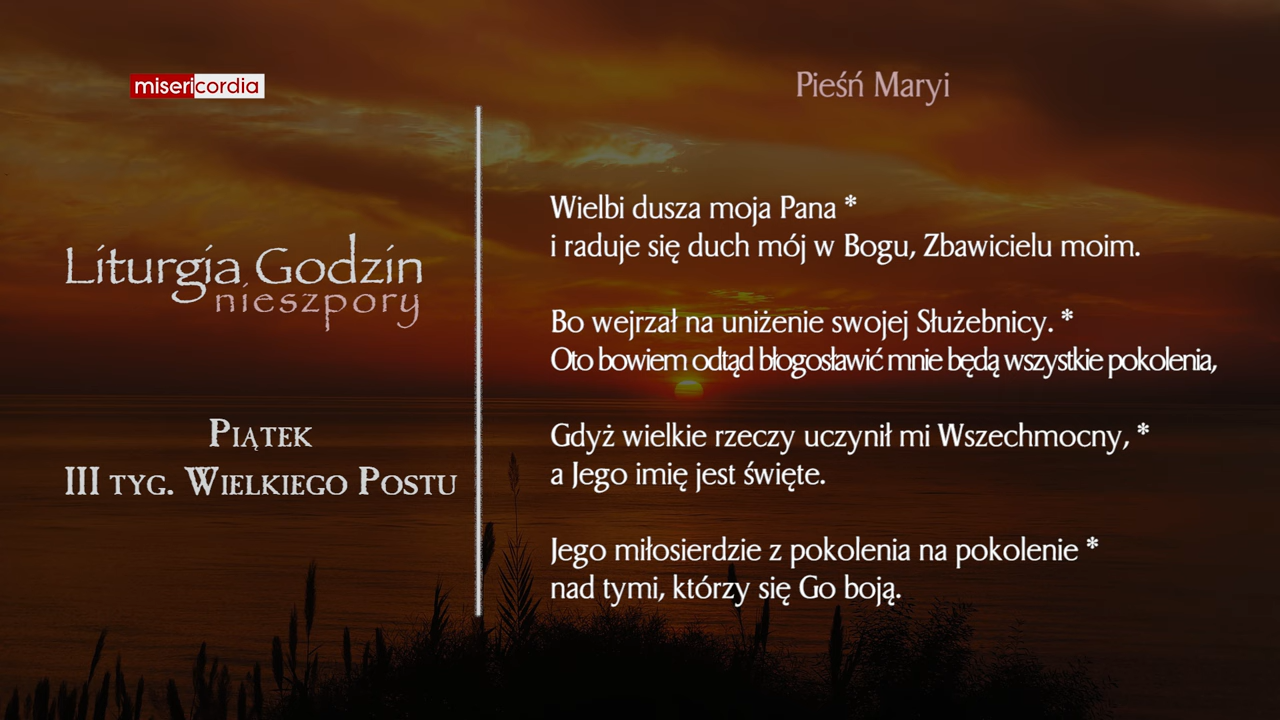 misericordia
Liturgia Godzin
nieszpory
Piątek
III tyg. Wielkiego Postu
Pieśń Maryi
Wielbi dusza moja Pana *
i raduje się duch mój w Bogu, Zbawicielu moim.
Bo wejrzał na uniżenie swojej Służebnicy. *
Oto bowiem odtąd błogosławić mnie będą wszystkie pokolenia,
Gdyż wielkie rzeczy uczynił mi Wszechmocny, *
a Jego imię jest święte.
Jego miłosierdzie z pokolenia na pokolenie *
nad tymi, którzy się Go boją.